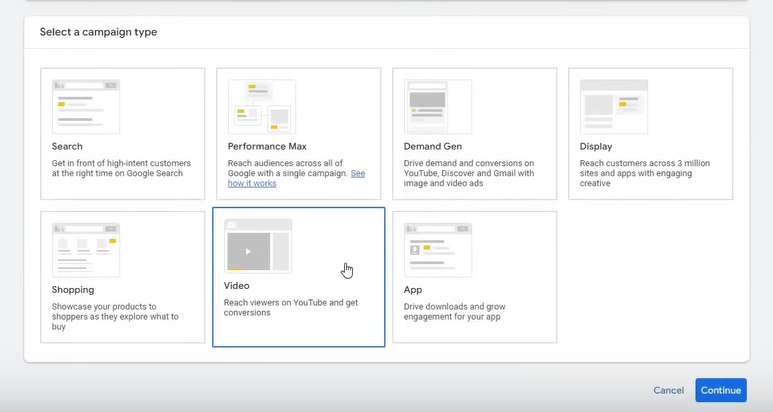 Select a campaign type
Search
Get in front of high-intent customers
at the right time on Google Search
Performance Max
Reach audiences across all of
Google with a single campaign. See
how it works
Demand Gen
Drive demand and conversions on
YouTube, Discover and Gmail with
image and video ads
Display
Reach customers across 3 million
sites and apps with engaging
creative
Shopping
Showcase your products to
shoppers as they explore what to
buy
Video
Reach viewers on YouTube and get
conversions
App
Drive downloads and grow
engagement for your app
Cancel
Continue